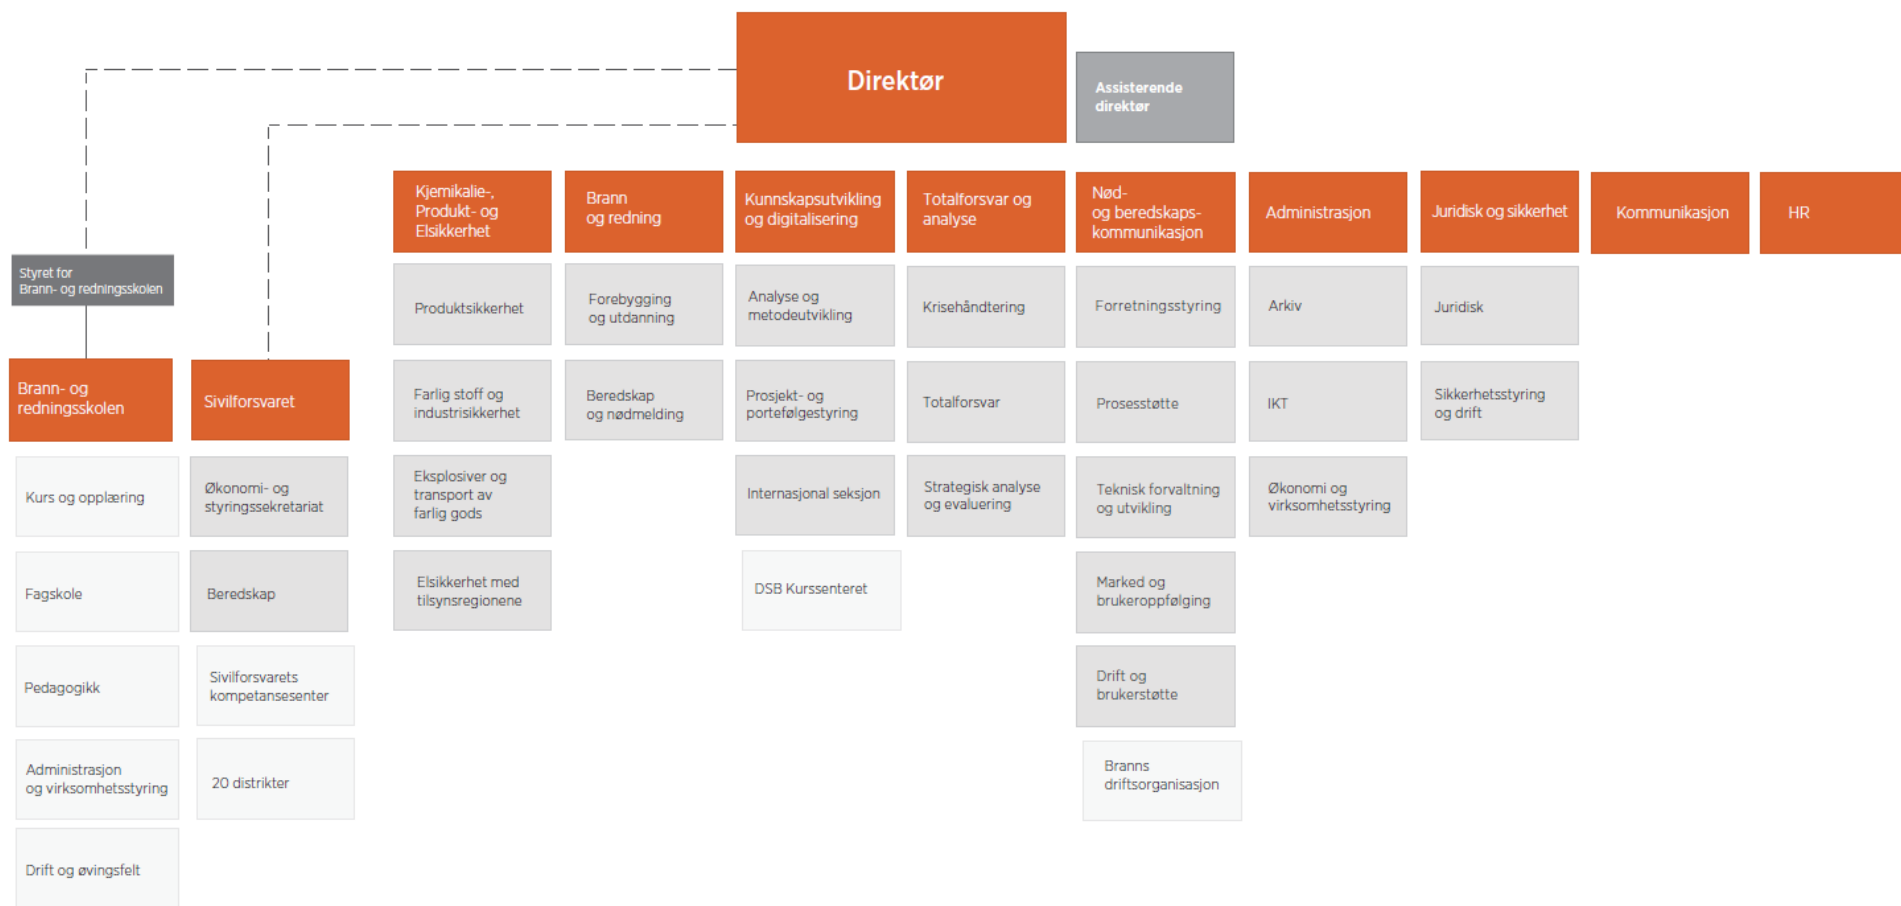 Direktør
Assisterende
direktør
Kjemikalie-,
Produkt- og
Elsikkerhet
Brann
og redning
Kunnskapsutvikling
og digitalisering
Totalforsvar og
analyse
Nød-
og beredskaps-
kommunikasjon
Administrasjon
Juridisk og sikkerhet
Kommunikasjon
HR
Styret for
Brann- og redningsskolen
Produktsikkerhet
Forebygging
og utdanning
Analyse og
metodeutvikling
Krisehåndtering
Forretningsstyring
Arkiv
Juridisk
Brann- og
redningsskolen
Sivilforsvaret
Farlig stoff og
industrisikkerhet
Beredskap
og nødmelding
Prosjekt- og
portefølgestyring
Totalforsvar
Prosesstøtte
IKT
Sikkerhetsstyring
og drift
Kurs og opplæring
Økonomi- og
styringssekretariat
Eksplosiver og
transport av
farlig gods
Internasjonal seksjon
Strategisk analyse
og evaluering
Teknisk forvaltning
og utvikling
Økonomi og
virksomhetsstyring
Fagskole
Beredskap
Elsikkerhet med
tilsynsregionene
DSB Kurssenteret
Marked og
brukeroppfølging
Pedagogikk
Sivilforsvarets
kompetansesenter
Drift og
brukerstøtte
Administrasjon
og virksomhetsstyring
20 distrikter
Branns
driftsorganisasjon
Drift og øvingsfelt